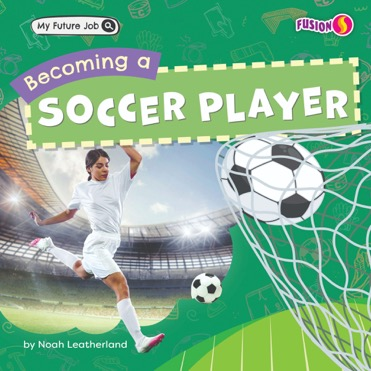 My Future Job
FUSION
Becoming a
SOCCER PLAYER
by Noah Leatherland